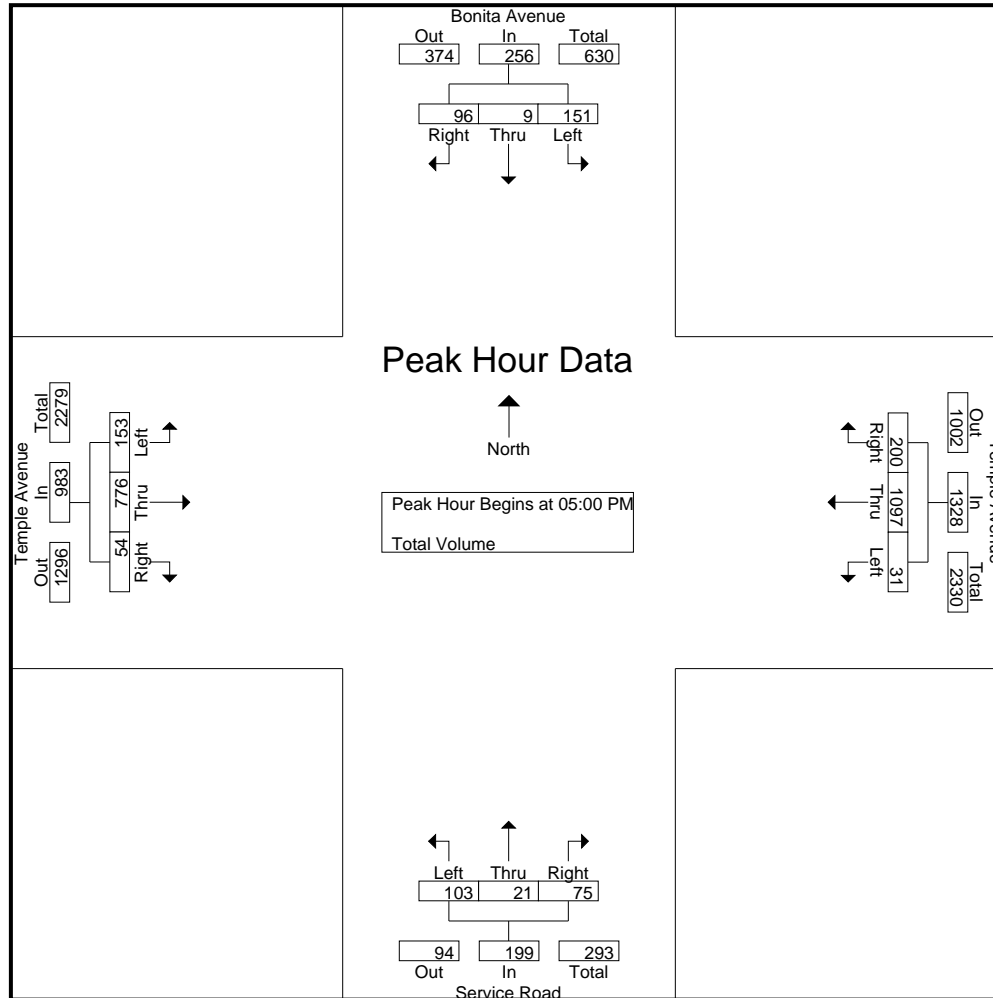 Bonita Avenue
Out In Total
374 256 630
96 9 151
Right Thru Left
Peak Hour Data
North
Peak Hour Begins at 05:00 PM
Total Volume
Temple Avenue
Total In Out
2279 983 1296
153 776 54
Left Thru Right
Right Thru Left
200 1097 31
1002 1328 2330
Out In Total
Left Thru Right
103 21 75
94 199 293
Out In Total
Service Road